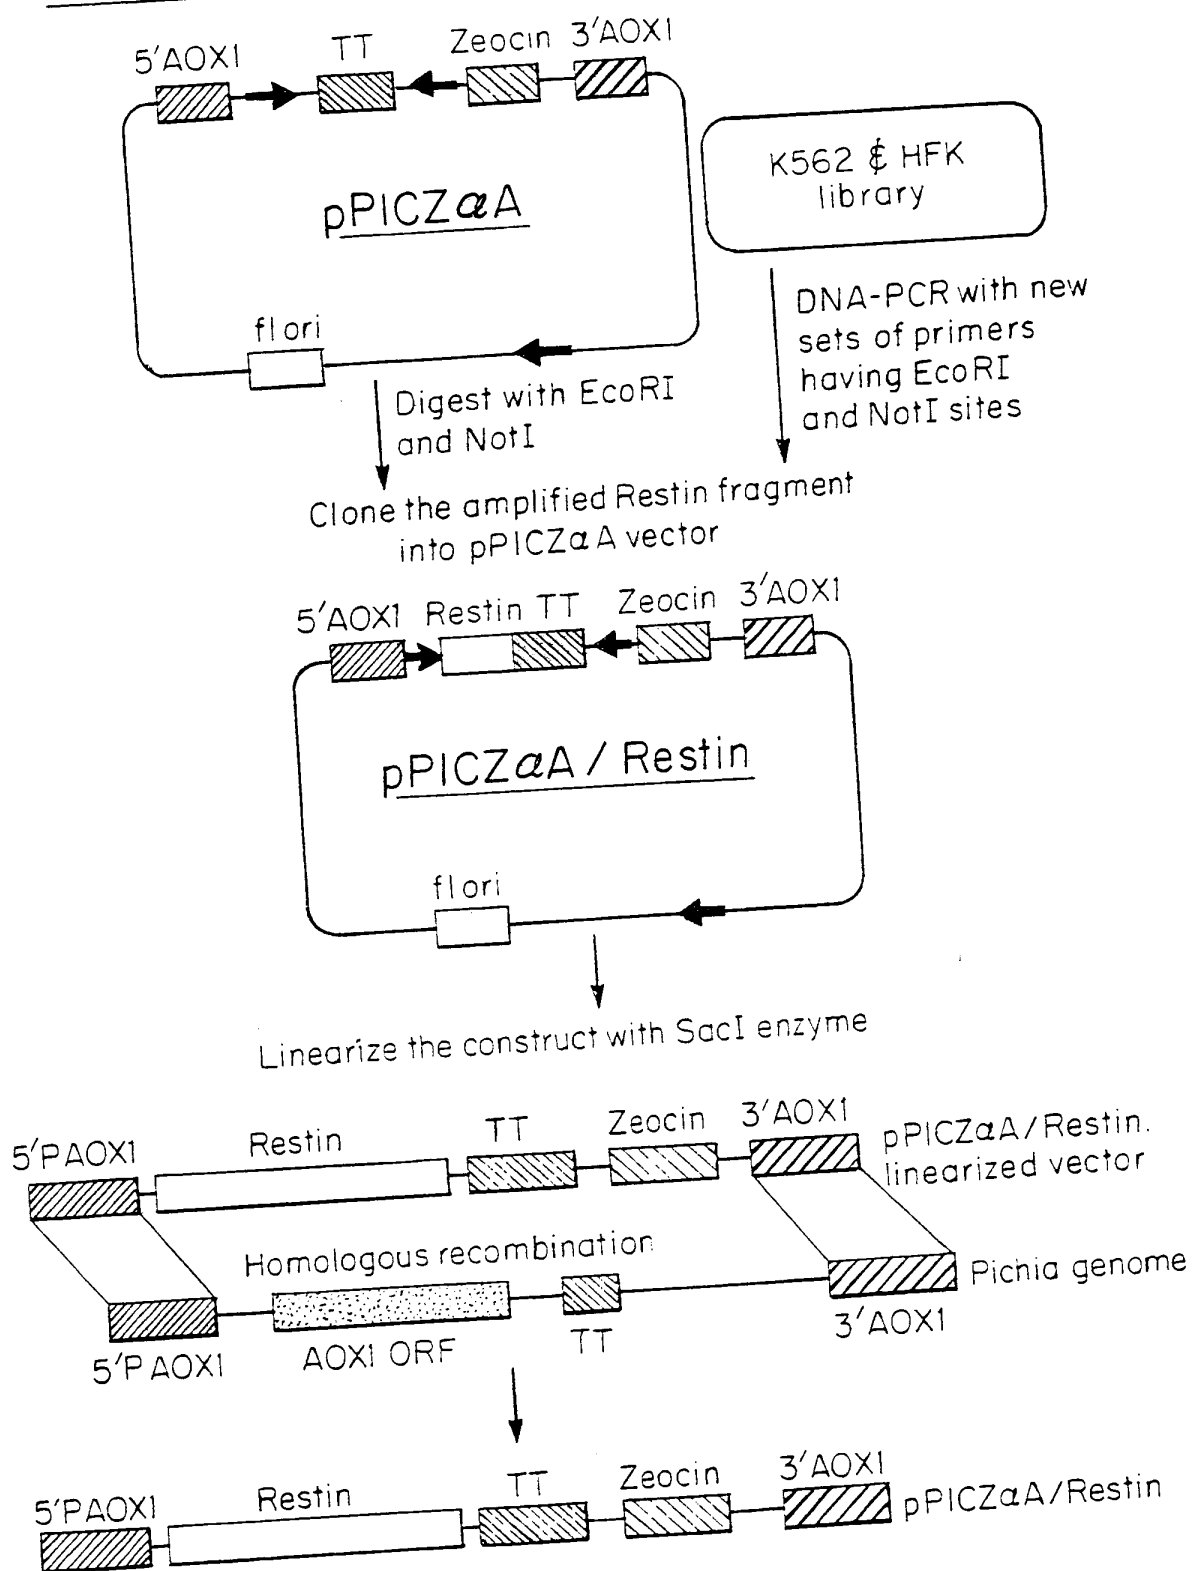 5'AOX1 TT Zeocin 3'AOX1
pPICZαA
K562 & HFK
library
f1 ori
Digest with EcoRI
and NotI
DNA-PCR with new
sets of primers
having EcoRI
and NotI sites
Clone the amplified Restin fragment
into pPICZαA vector
5'AOX1 Restin TT Zeocin 3'AOX1
pPICZαA / Restin
f1 ori
Linearize the construct with SacI enzyme
5'PAOX1 Restin TT Zeocin 3'AOX1
pPICZαA/Restin.
linearized vector
Homologous recombination
Pichia genome
5'PAOX1 AOX1 ORF TT 3'AOX1
5'PAOX1 Restin TT Zeocin 3'AOX1
pPICZαA/Restin